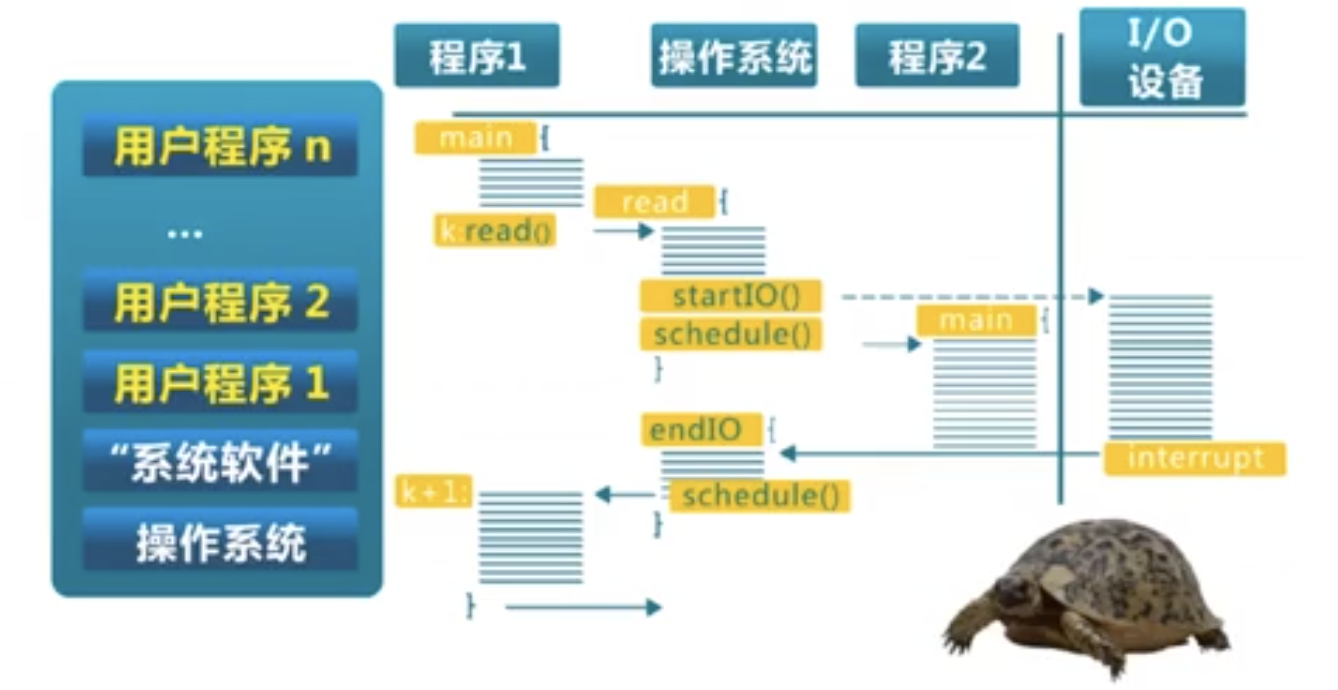 程序1
操作系统
程序2
I/O
设备
用户程序 n
...
用户程序 2
用户程序 1
“系统软件”
操作系统
main {
k:read()
read {
startIO()
schedule()
}
main {
interrupt
endIO {
schedule()
}
k+1:
}